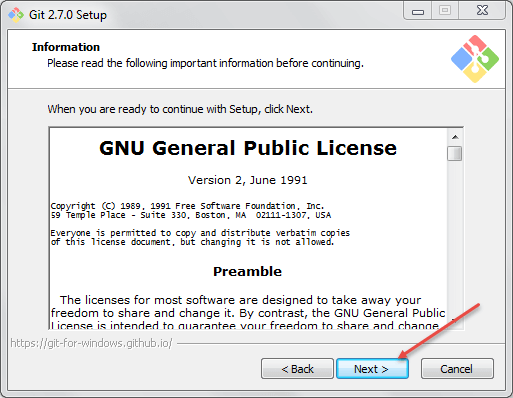 Git 2.7.0 Setup
Information
Please read the following important information before continuing.
When you are ready to continue with Setup, click Next.
GNU General Public License
Version 2, June 1991
Copyright (C) 1989, 1991 Free Software Foundation, Inc.
59 Temple Place - Suite 330, Boston, MA  02111-1307, USA
Everyone is permitted to copy and distribute verbatim copies
of this license document, but changing it is not allowed.
Preamble
The licenses for most software are designed to take away your
freedom to share and change it. By contrast, the GNU General Public
License is intended to guarantee your freedom to share and change
https://git-for-windows.github.io/
< Back
Next >
Cancel